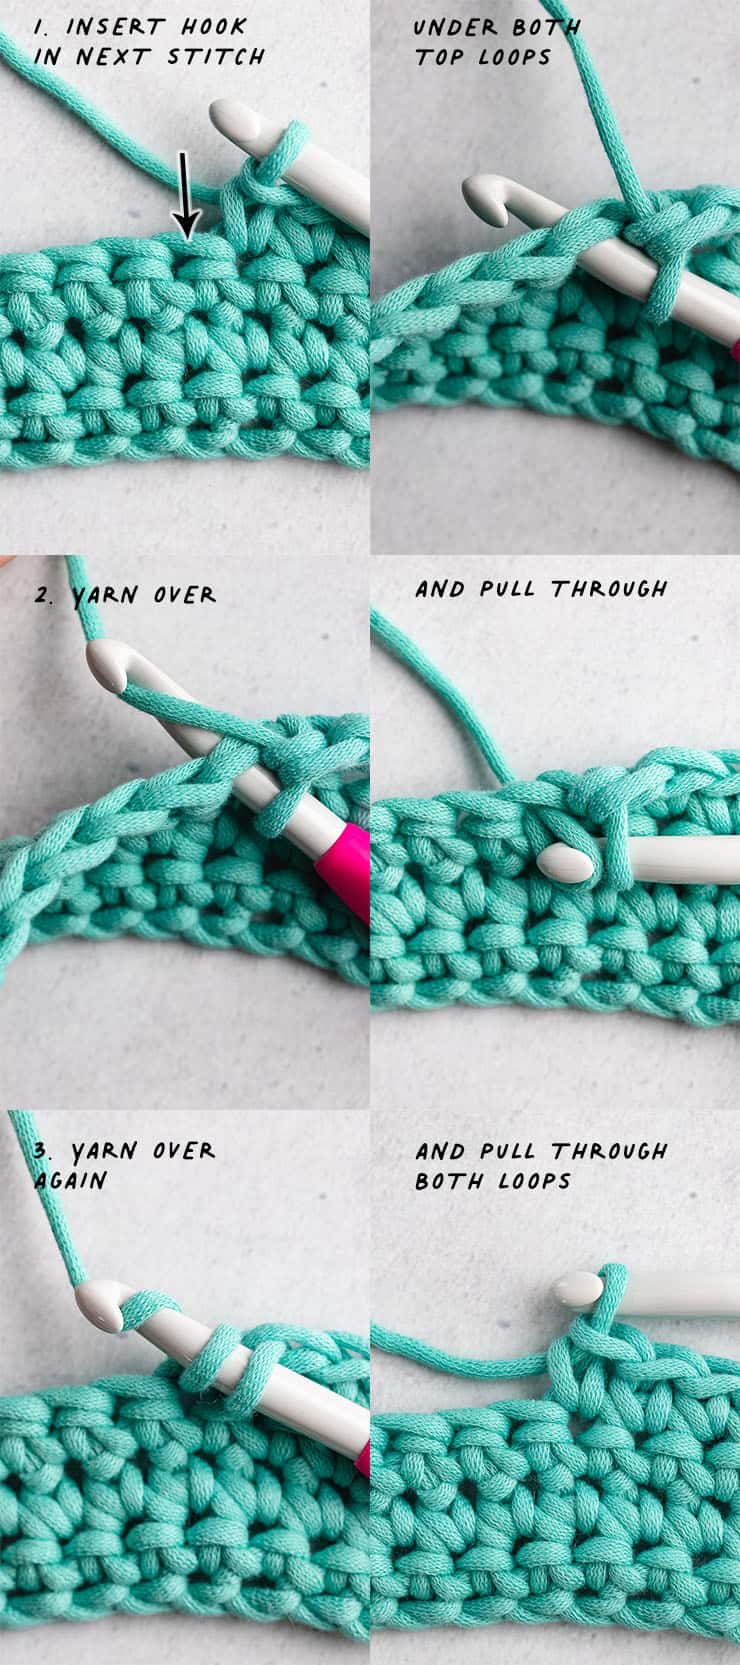 1. INSERT HOOK
IN NEXT STITCH
UNDER BOTH
TOP LOOPS
2. YARN OVER
AND PULL THROUGH
3. YARN OVER
AGAIN
AND PULL THROUGH
BOTH LOOPS